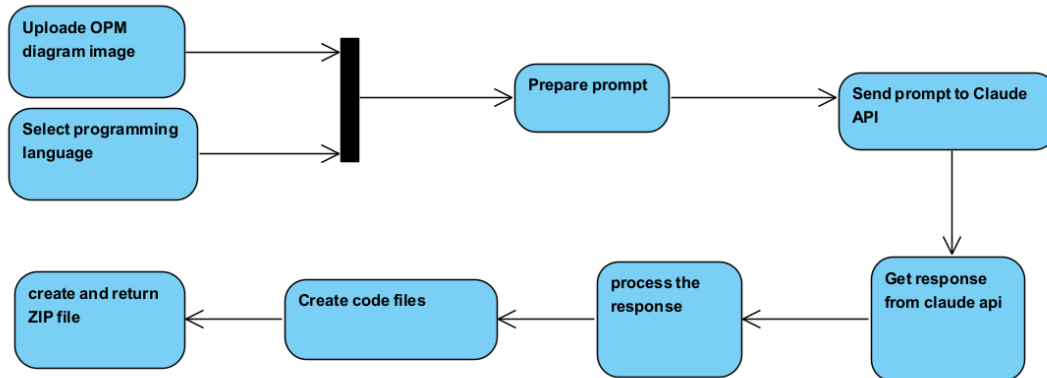 Uploade OPM
diagram image
Select programming
language
Prepare prompt
Send prompt to Claude
API
Get response
from claude api
process the
response
Create code files
create and return
ZIP file